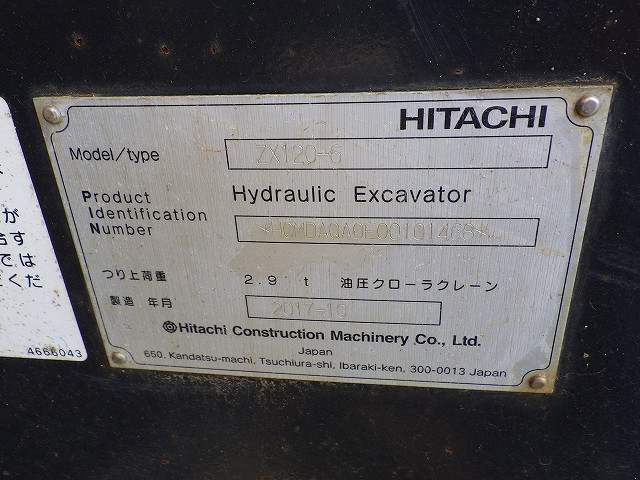 HITACHI
Model/type ZX120-6
Product Hydraulic Excavator
Identification
Number
つり上荷重 2.9 t 油圧クローラクレーン
製造 年月 2017-10
©Hitachi Construction Machinery Co., Ltd.
Japan
650, Kandatsu-machi, Tsuchiura-shi, Ibaraki-ken, 300-0013 Japan
が
では
くだ
4666043